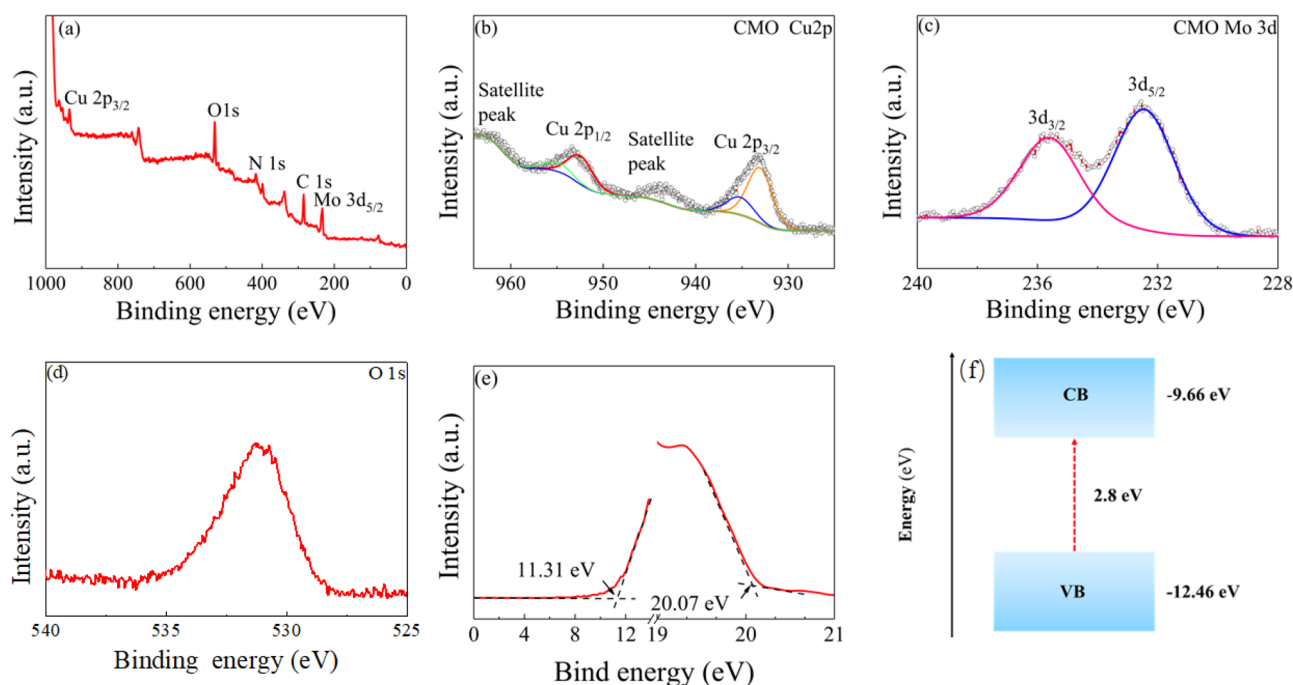 (a)
Cu 2p3/2
O1s
N 1s
C 1s
Mo 3d5/2
Intensity (a.u.)
1000 800 600 400 200 0
Binding energy (eV)
(b)
CMO Cu2p
Satellite
peak
Cu 2p1/2
Satellite
peak
Cu 2p3/2
Intensity (a.u.)
960 950 940 930
Binding energy (eV)
(c)
CMO Mo 3d
3d3/2
3d5/2
Intensity (a.u.)
240 236 232 228
Binding energy (eV)
(d)
O 1s
Intensity (a.u.)
540 535 530 525
Binding energy (eV)
(e)
11.31 eV
20.07 eV
Intensity (a.u.)
0 4 8 12 19 20 21
Bind energy (eV)
(f)
CB
-9.66 eV
2.8 eV
VB
-12.46 eV
Energy (eV)